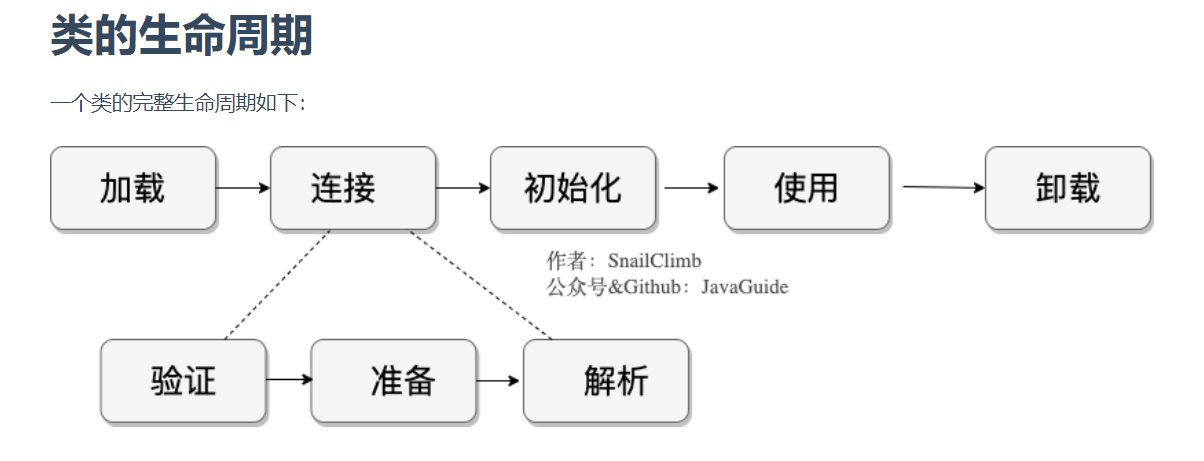 类的生命周期
一个类的完整生命周期如下：
加载
连接
初始化
使用
卸载
作者：SnailClimb
公众号&Github：JavaGuide
验证
准备
解析